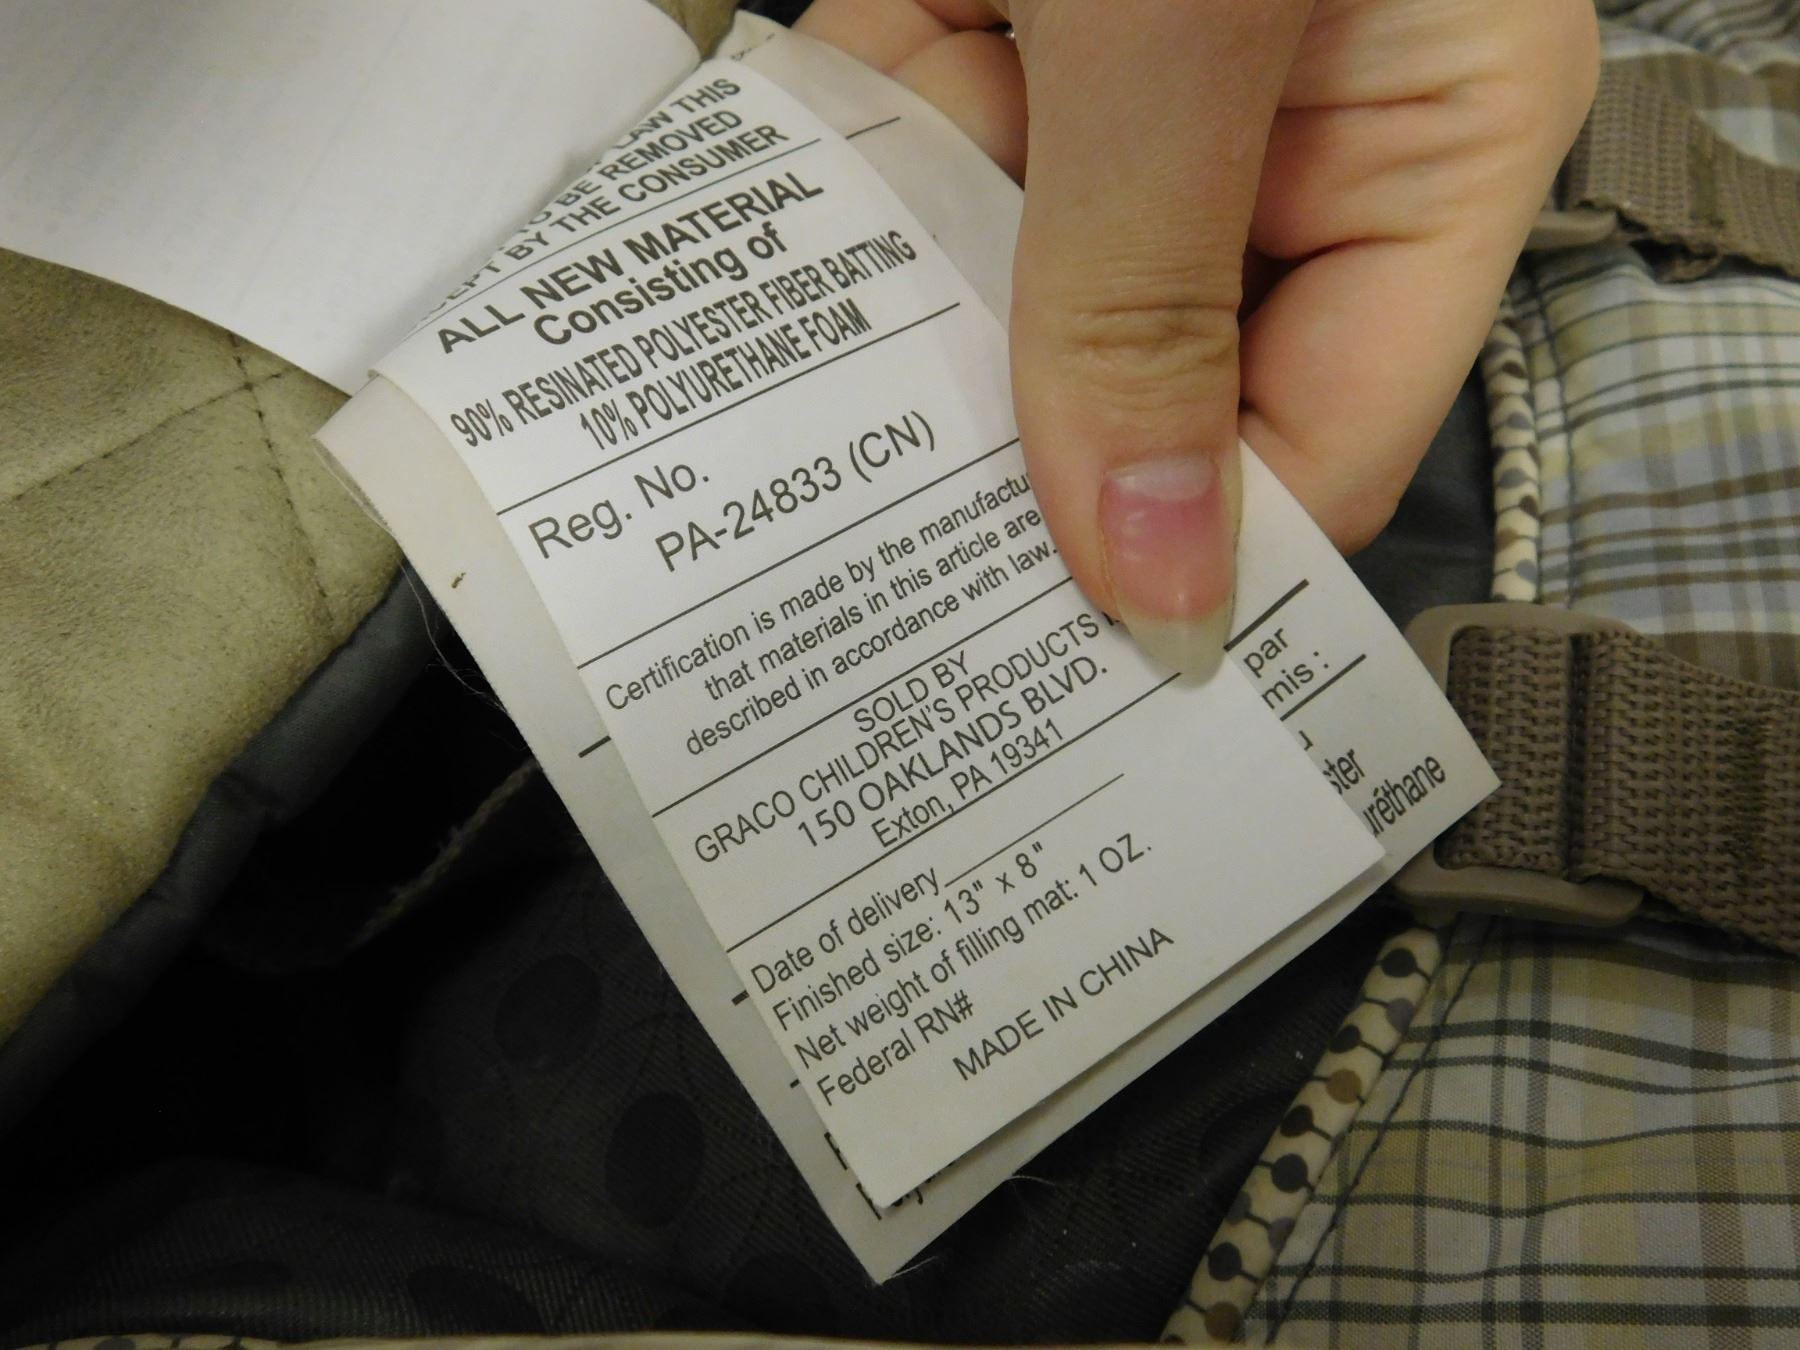 LAW THIS
BE REMOVED
BY THE CONSUMER
ALL NEW MATERIAL
Consisting of
90% RESINATED POLYESTER FIBER BATTING
10% POLYURETHANE FOAM
Reg. No.
PA-24833 (CN)
Certification is made by the manufactu
that materials in this article are
described in accordance with law.
SOLD BY
GRACO CHILDREN'S PRODUCTS
150 OAKLANDS BLVD.
Exton, PA 19341
Date of delivery
Finished size: 13" x 8"
Net weight of filling mat: 1 OZ.
Federal RN#
MADE IN CHINA
par
mis :
ster
uréthane